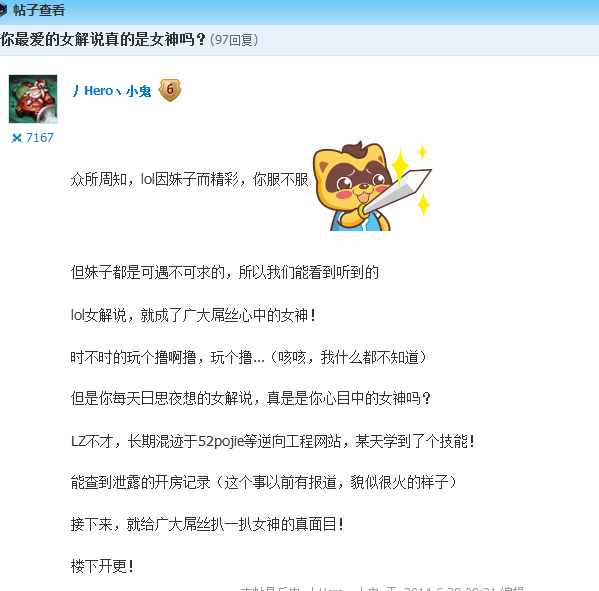 帖子查看
你最爱的女解说真的是女神吗？(97回复)
丿Hero丶小鬼 6
7167
众所周知，lol因妹子而精彩，你服不服
但妹子都是可遇不可求的，所以我们能看到听到的
lol女解说，就成了广大屌丝心中的女神！
时不时的玩个撸啊撸，玩个撸...（咳咳，我什么都不知道）
但是你每天日思夜想的女解说，真是是你心目中的女神吗？
LZ不才，长期混迹于52pojie等逆向工程网站，某天学到了个技能！
能查到泄露的开房记录（这个事以前有报道，貌似很火的样子）
接下来，就给广大屌丝扒一扒女神的真面目！
楼下开更！